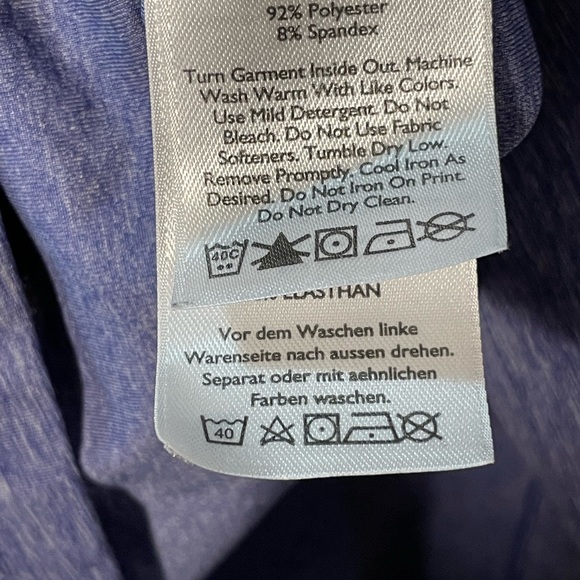 92% Polyester
8% Spandex
Turn Garment Inside Out. Machine
Wash Warm With Like Colors.
Use Mild Detergent. Do Not
Bleach. Do Not Use Fabric
Softeners. Tumble Dry Low.
Remove Promptly. Cool Iron As
Desired. Do Not Iron On Print.
Do Not Dry Clean.
40C
ELASTHAN
Vor dem Waschen linke
Warenseite nach aussen drehen.
Separat oder mit aehnlichen
Farben waschen.
40